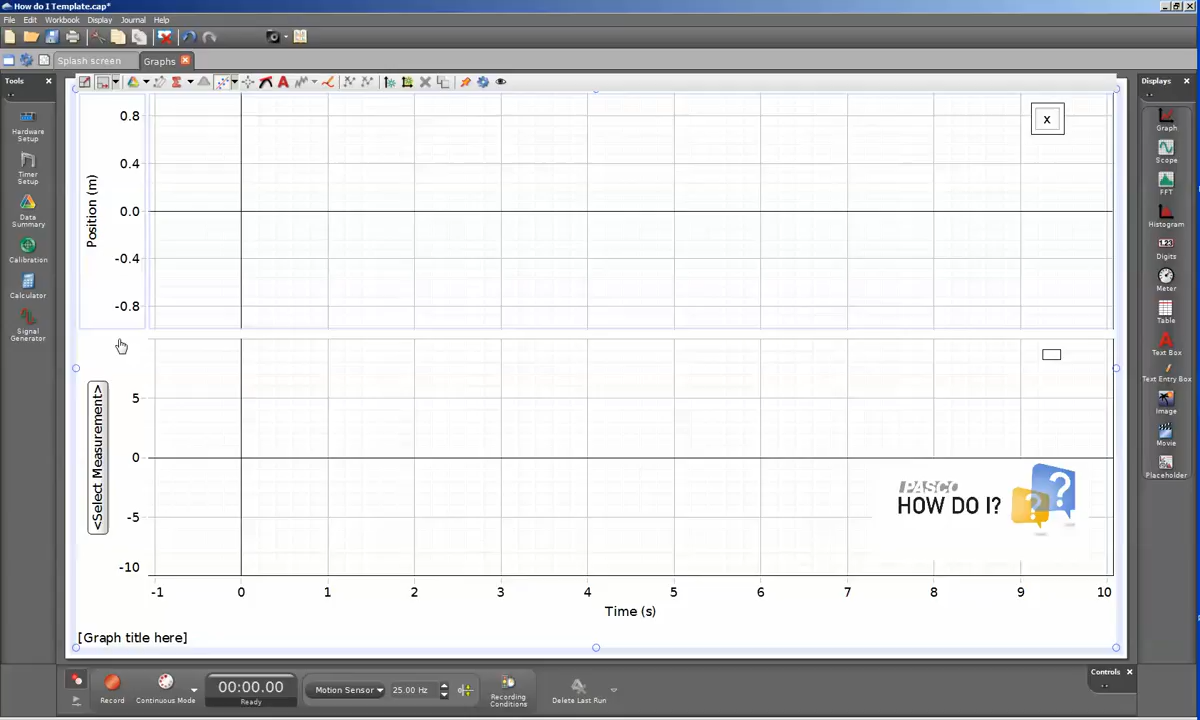 How do I Template.cap*
File Edit Workbook Display Journal Help
Splash screen Graphs
Tools
Hardware Setup
Timer Setup
Data Summary
Calibration
Calculator
Signal Generator
Position (m)
0.8
0.4
0.0
-0.4
-0.8
x
<Select Measurement>
5
0
-5
-10
PASCO
HOW DO I?
-1 0 1 2 3 4 5 6 7 8 9 10
Time (s)
[Graph title here]
Displays
Graph
Scope
FFT
Histogram
1.23
Digits
Meter
Table
Text Box
Text Entry Box
Image
Movie
Placeholder
Record
Continuous Mode
00:00.00
Ready
Motion Sensor
25.00 Hz
Recording Conditions
Delete Last Run
Controls